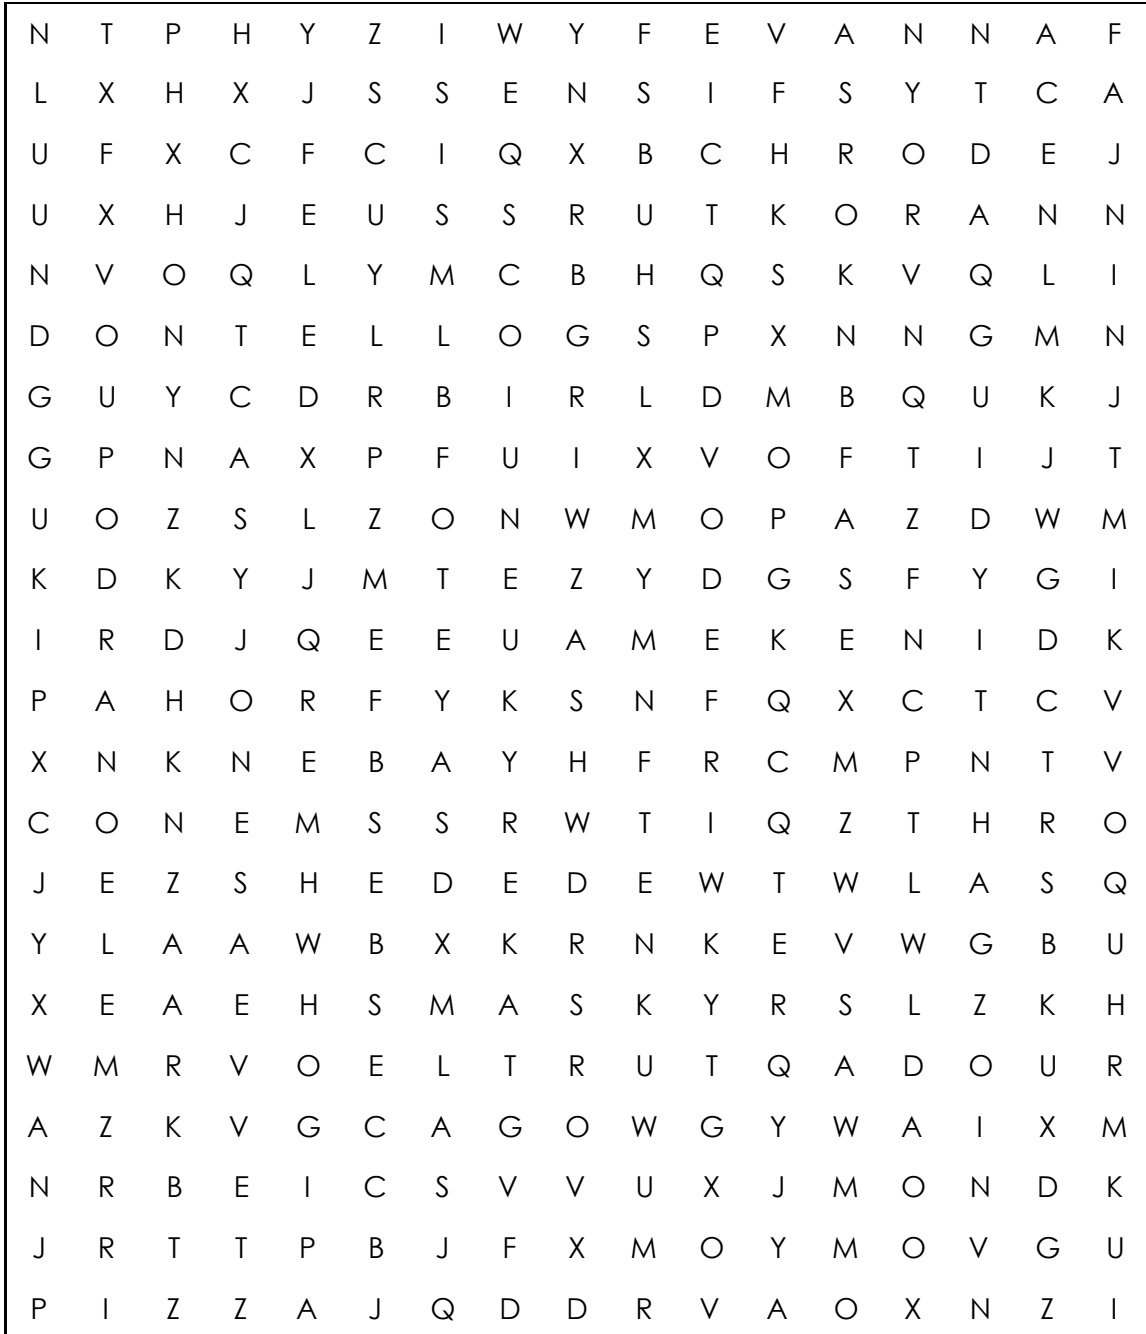 N T P H Y Z I W Y F E V A N N A F
L X H X J S S E N S I F S Y T C A
U F X C F C I Q X B C H R O D E J
U X H J E U S S R U T K O R A N N
N V O Q L Y M C B H Q S K V Q L I
D O N T E L L O G S P X N N G M N
G U Y C D R B I R L D M B Q U K J
G P N A X P F U I X V O F T I J T
U O Z S L Z O N W M O P A Z D W M
K D K Y J M T E Z Y D G S F Y G I
I R D J Q E E U A M E K E N I D K
P A H O R F Y K S N F Q X C T C V
X N K N E B A Y H F R C M P N T V
C O N E M S S R W T I Q Z T H R O
J E Z S H E D E D E W T W L A S Q
Y L A A W B X K R N K E V W G B U
X E A E H S M A S K Y R S L Z K H
W M R V O E L T R U T Q A D O U R
A Z K V G C A G O W G Y W A I X M
N R B E I C S V V U X J M O N D K
J R T T P B J F X M O Y M O V G U
P I Z Z A J Q D D R V A O X N Z I